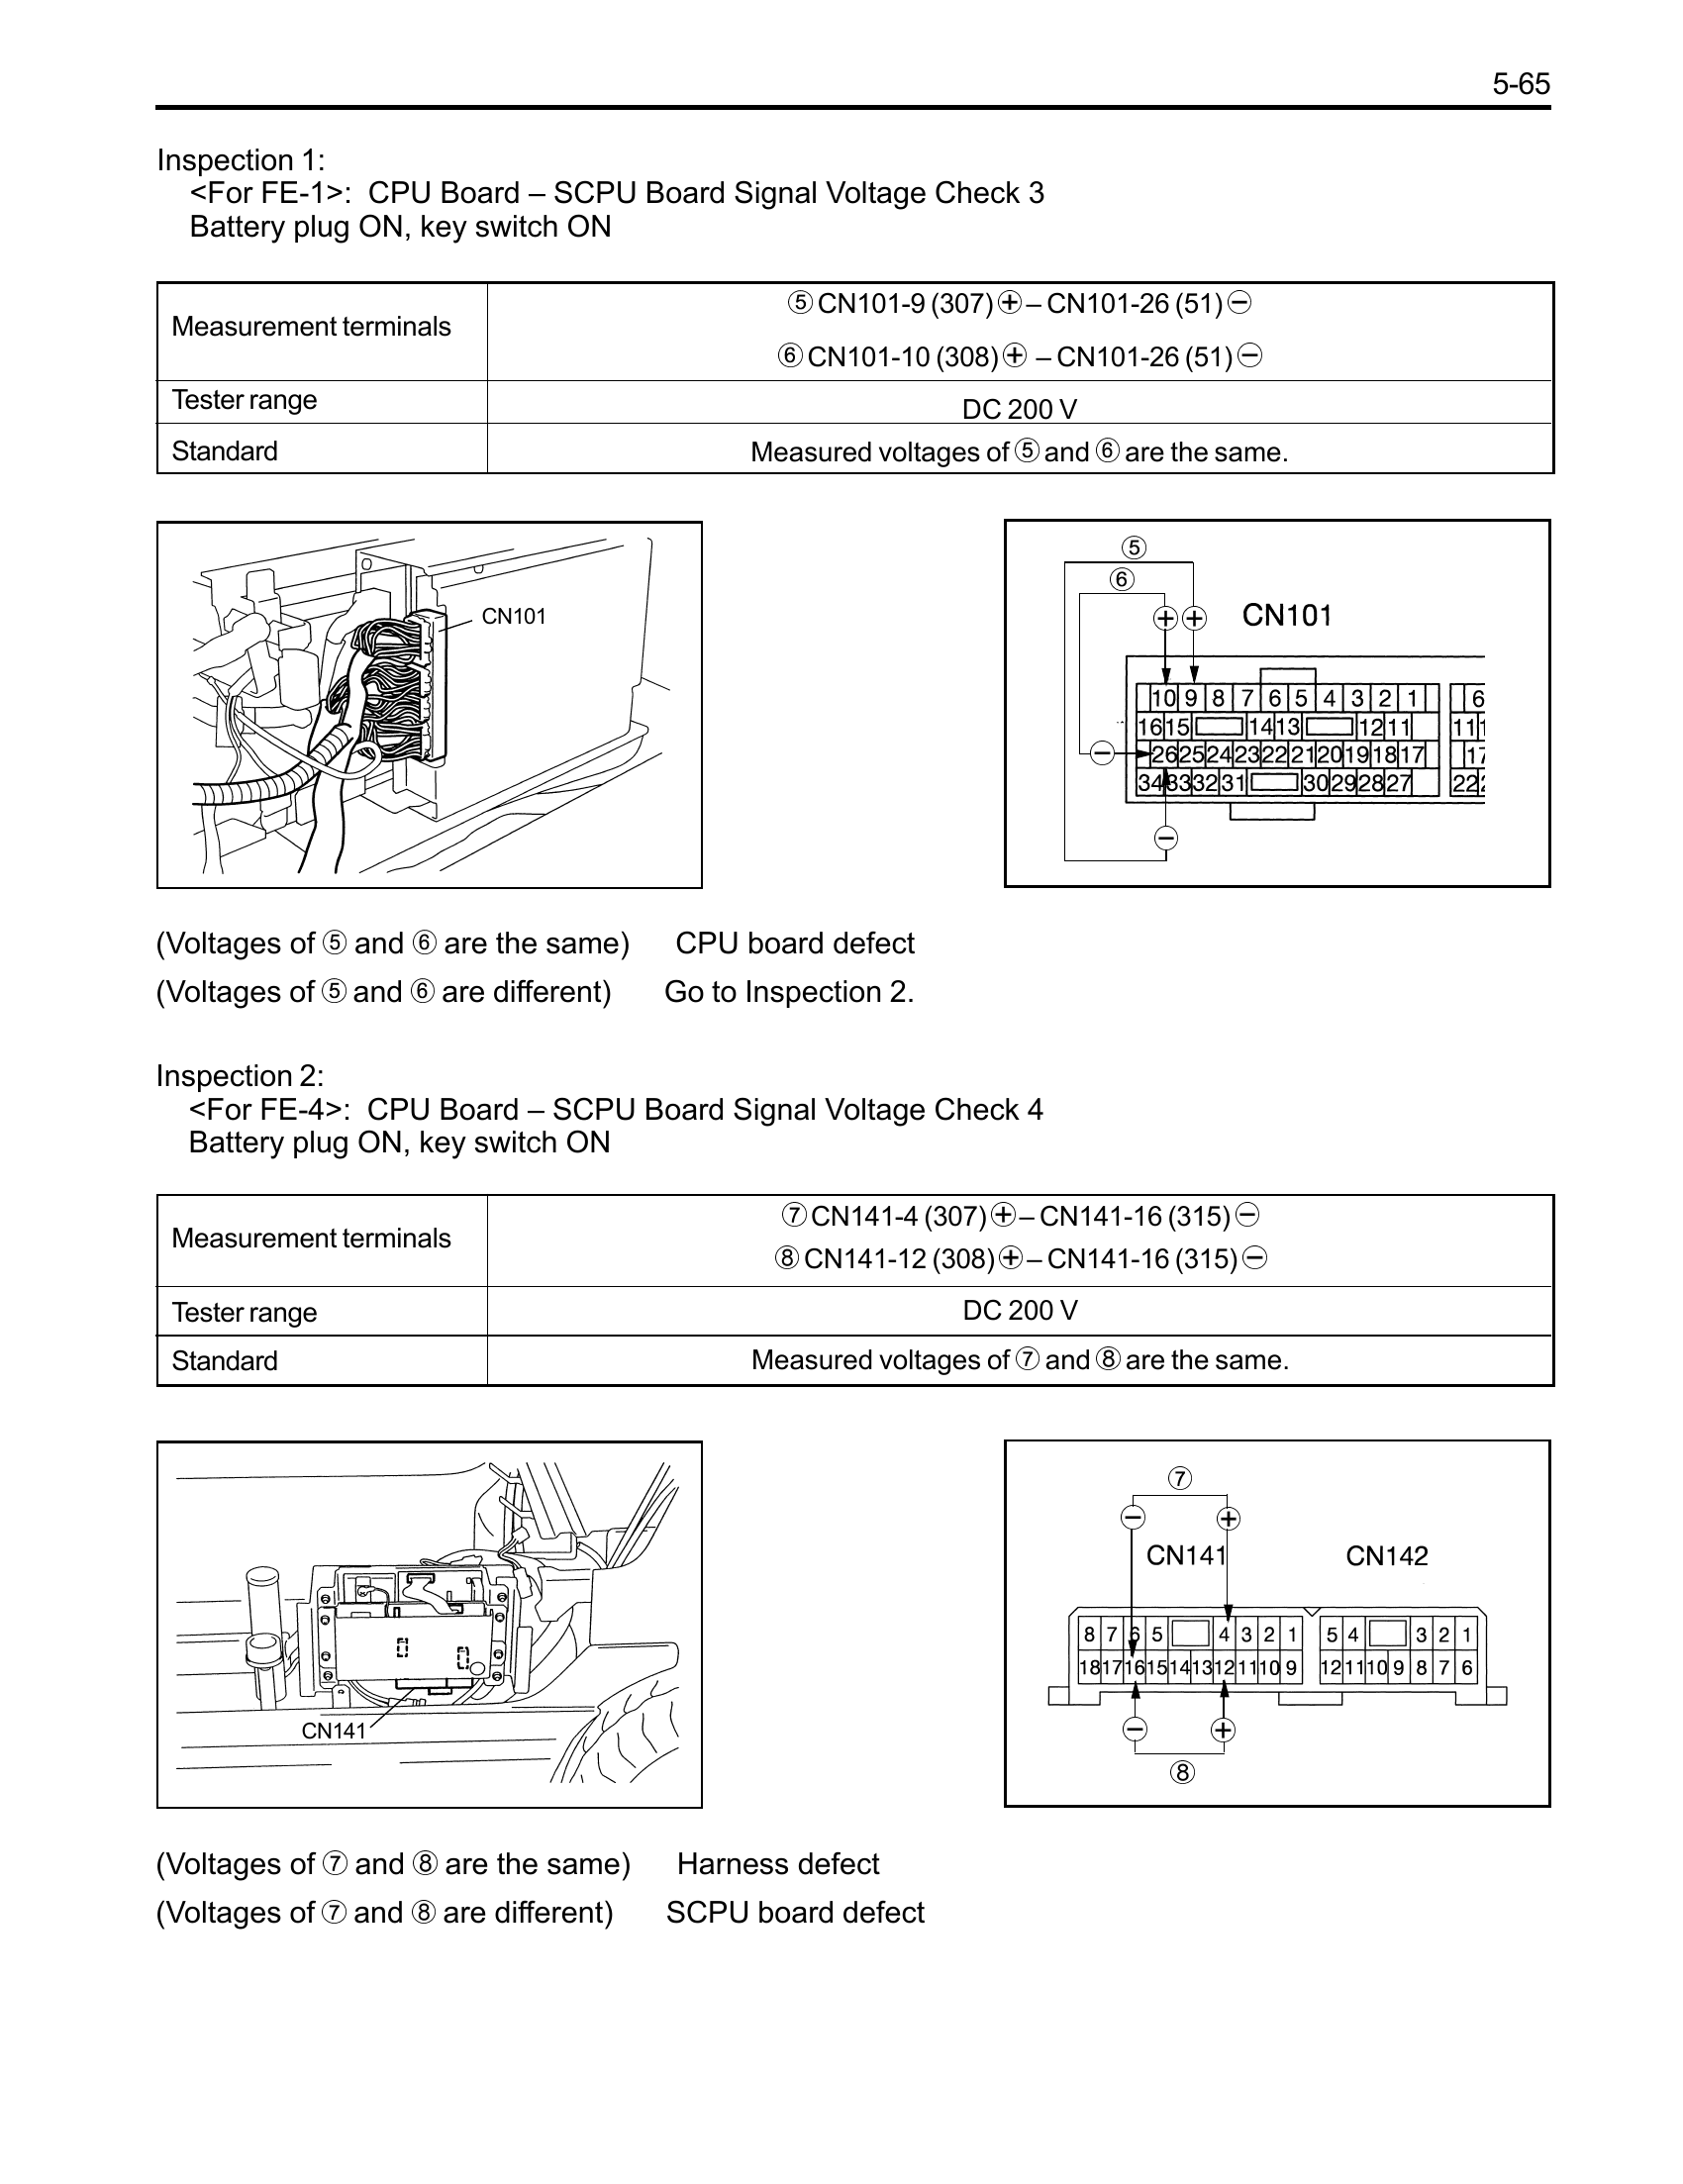 5-65
Inspection 1:
<For FE-1>:  CPU Board – SCPU Board Signal Voltage Check 3
Battery plug ON, key switch ON
Measurement terminals
⑤ CN101-9 (307) ⊕ – CN101-26 (51) ⊖
⑥ CN101-10 (308) ⊕ – CN101-26 (51) ⊖
Tester range
DC 200 V
Standard
Measured voltages of ⑤ and ⑥ are the same.
CN101
⑤
⑥
⊕ ⊕ CN101
10 9 8 7 6 5 4 3 2 1 6
16 15 14 13 12 11 11
⊖ 26 25 24 23 22 21 20 19 18 17 17
34 33 32 31 30 29 28 27 22
⊖
(Voltages of ⑤ and ⑥ are the same) CPU board defect
(Voltages of ⑤ and ⑥ are different) Go to Inspection 2.
Inspection 2:
<For FE-4>:  CPU Board – SCPU Board Signal Voltage Check 4
Battery plug ON, key switch ON
Measurement terminals
⑦ CN141-4 (307) ⊕ – CN141-16 (315) ⊖
⑧ CN141-12 (308) ⊕ – CN141-16 (315) ⊖
Tester range
DC 200 V
Standard
Measured voltages of ⑦ and ⑧ are the same.
CN141
⑦
⊖ ⊕
CN141 CN142
8 7 6 5 4 3 2 1 5 4 3 2 1
18 17 16 15 14 13 12 11 10 9 12 11 10 9 8 7 6
⊖ ⊕
⑧
(Voltages of ⑦ and ⑧ are the same) Harness defect
(Voltages of ⑦ and ⑧ are different) SCPU board defect